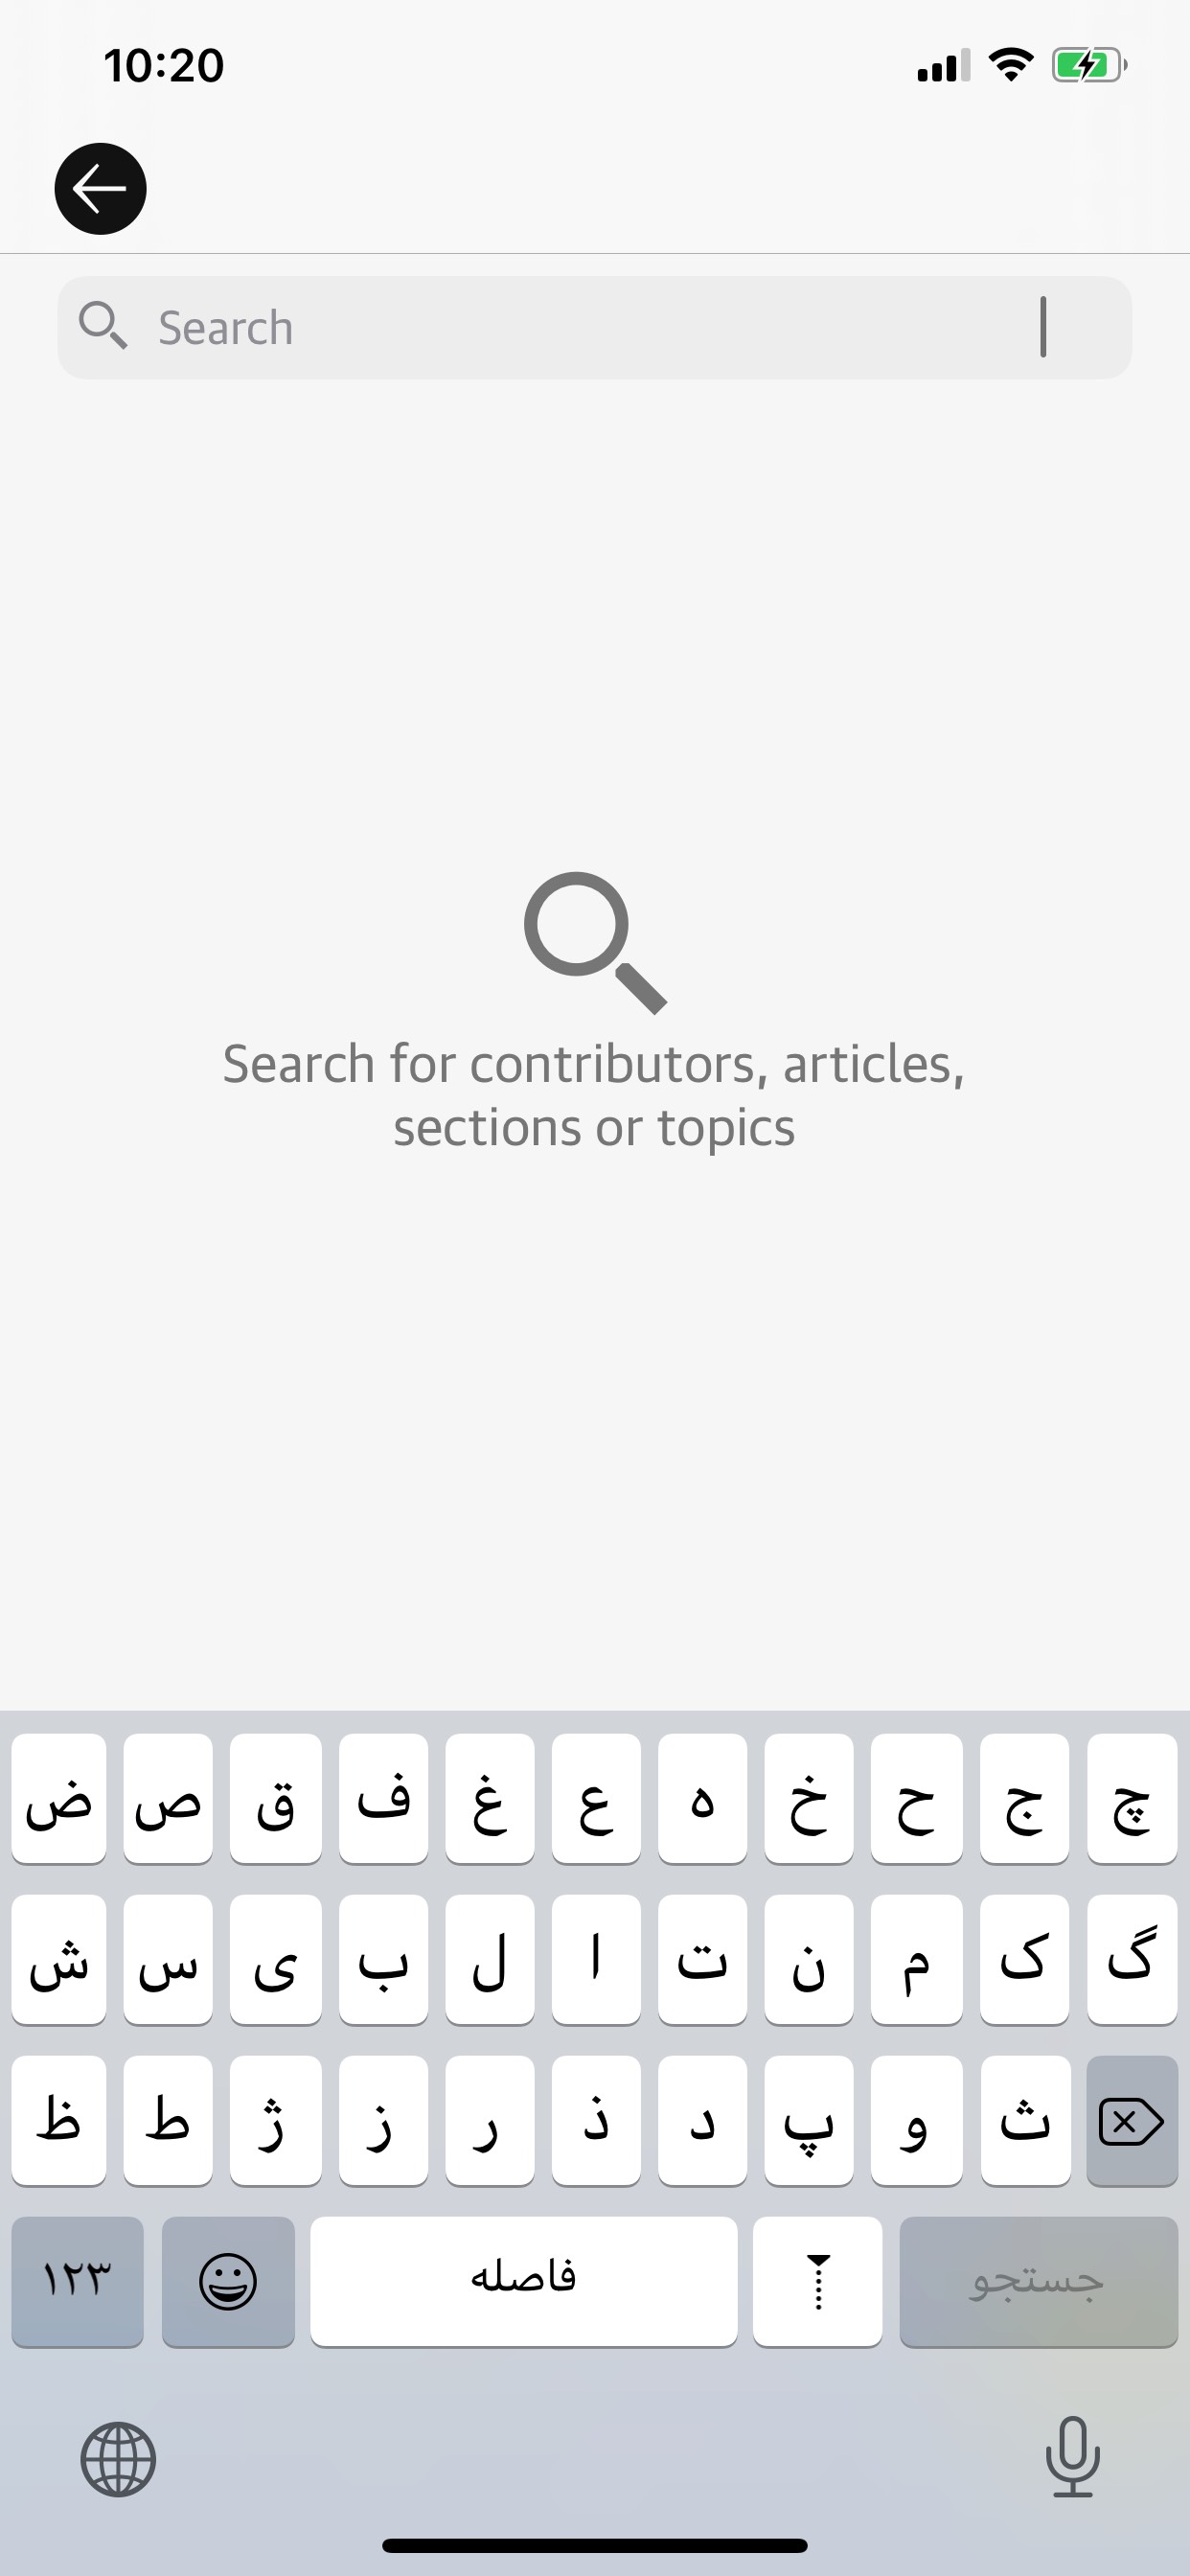 10:20
Search
Search for contributors, articles,
sections or topics
ض ص ق ف غ ع ه خ ح ج چ
ش س ی ب ل ا ت ن م ک گ
ظ ط ژ ز ر ذ د پ و ث
۱۲۳ فاصله جستجو